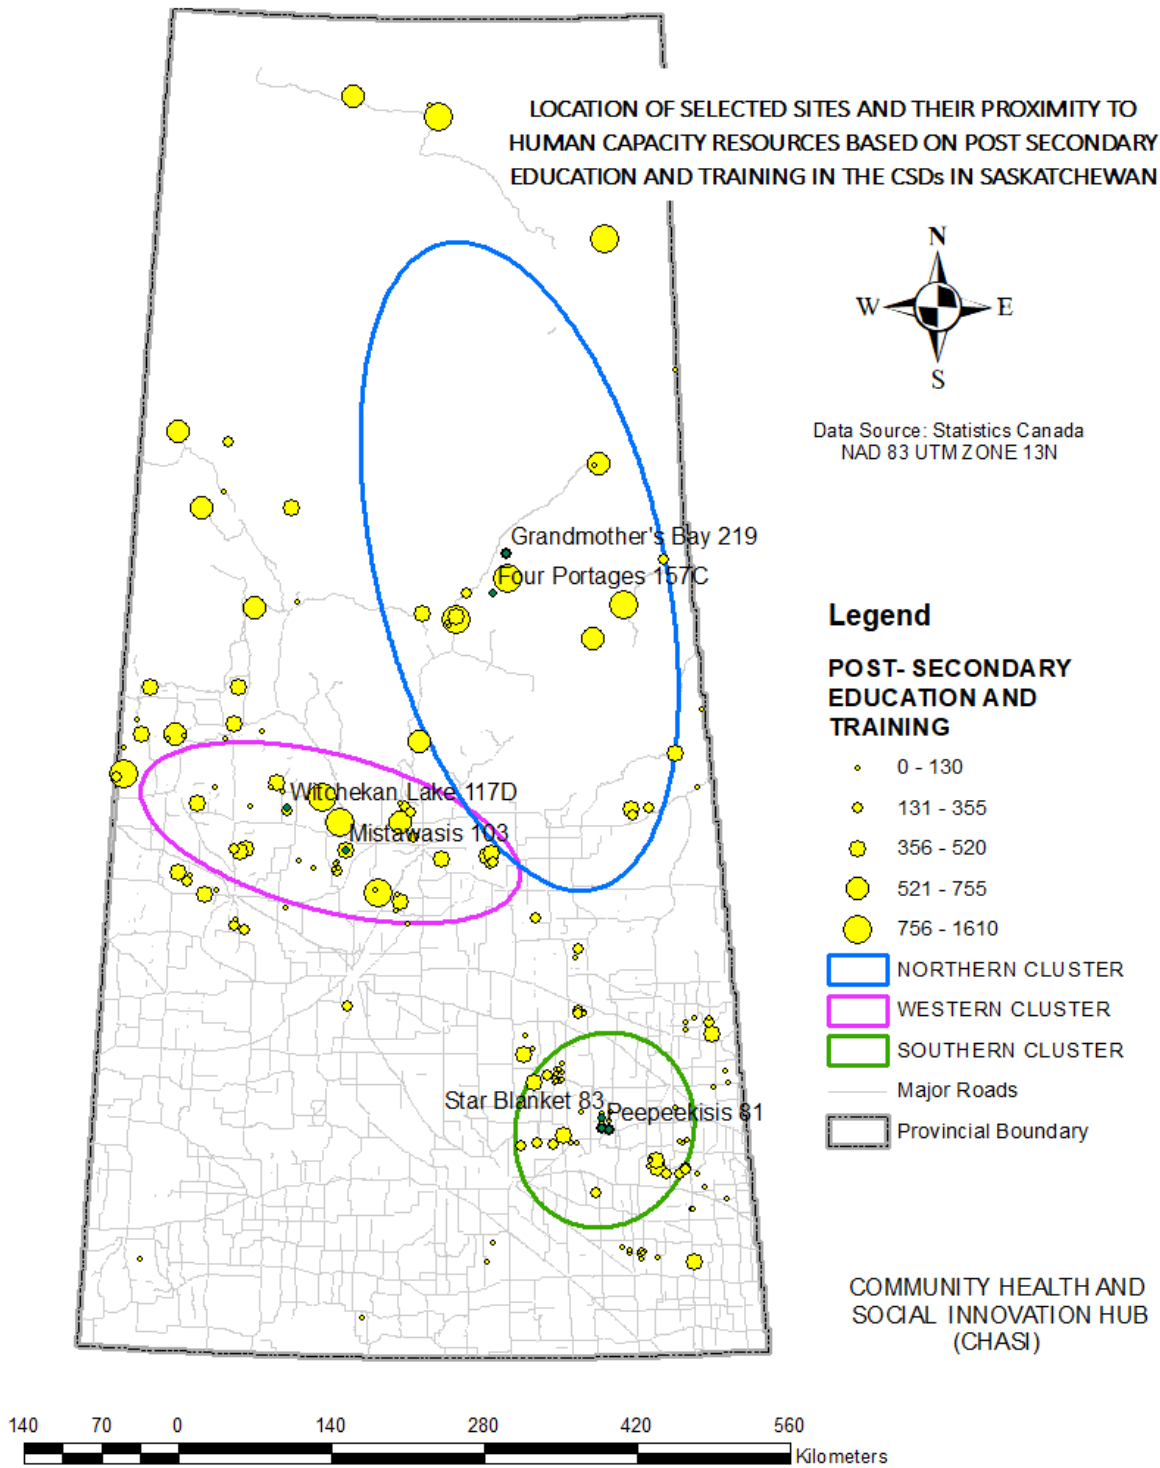 LOCATION OF SELECTED SITES AND THEIR PROXIMITY TO
HUMAN CAPACITY RESOURCES BASED ON POST SECONDARY
EDUCATION AND TRAINING IN THE CSDs IN SASKATCHEWAN
N
W E
S
Data Source: Statistics Canada
NAD 83 UTM ZONE 13N
Grandmother's Bay 219
Four Portages 157C
Witchekan Lake 117D
Mistawasis 103
Star Blanket 83
Peepeekisis 81
Legend
POST- SECONDARY
EDUCATION AND
TRAINING
0 - 130
131 - 355
356 - 520
521 - 755
756 - 1610
NORTHERN CLUSTER
WESTERN CLUSTER
SOUTHERN CLUSTER
Major Roads
Provincial Boundary
COMMUNITY HEALTH AND
SOCIAL INNOVATION HUB
(CHASI)
140 70 0 140 280 420 560
Kilometers